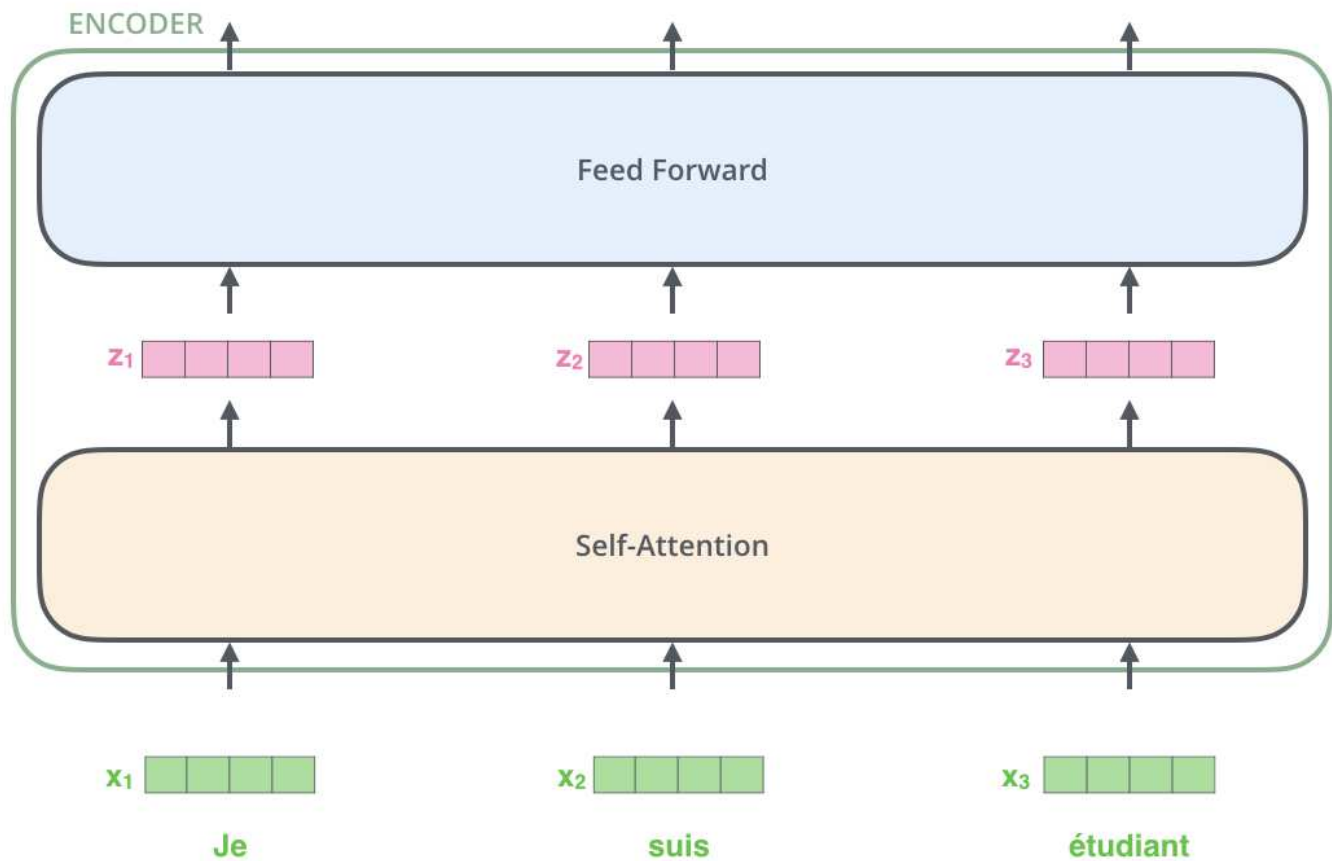 ENCODER
Feed Forward
z₁ z₂ z₃
Self-Attention
x₁ x₂ x₃
Je suis étudiant